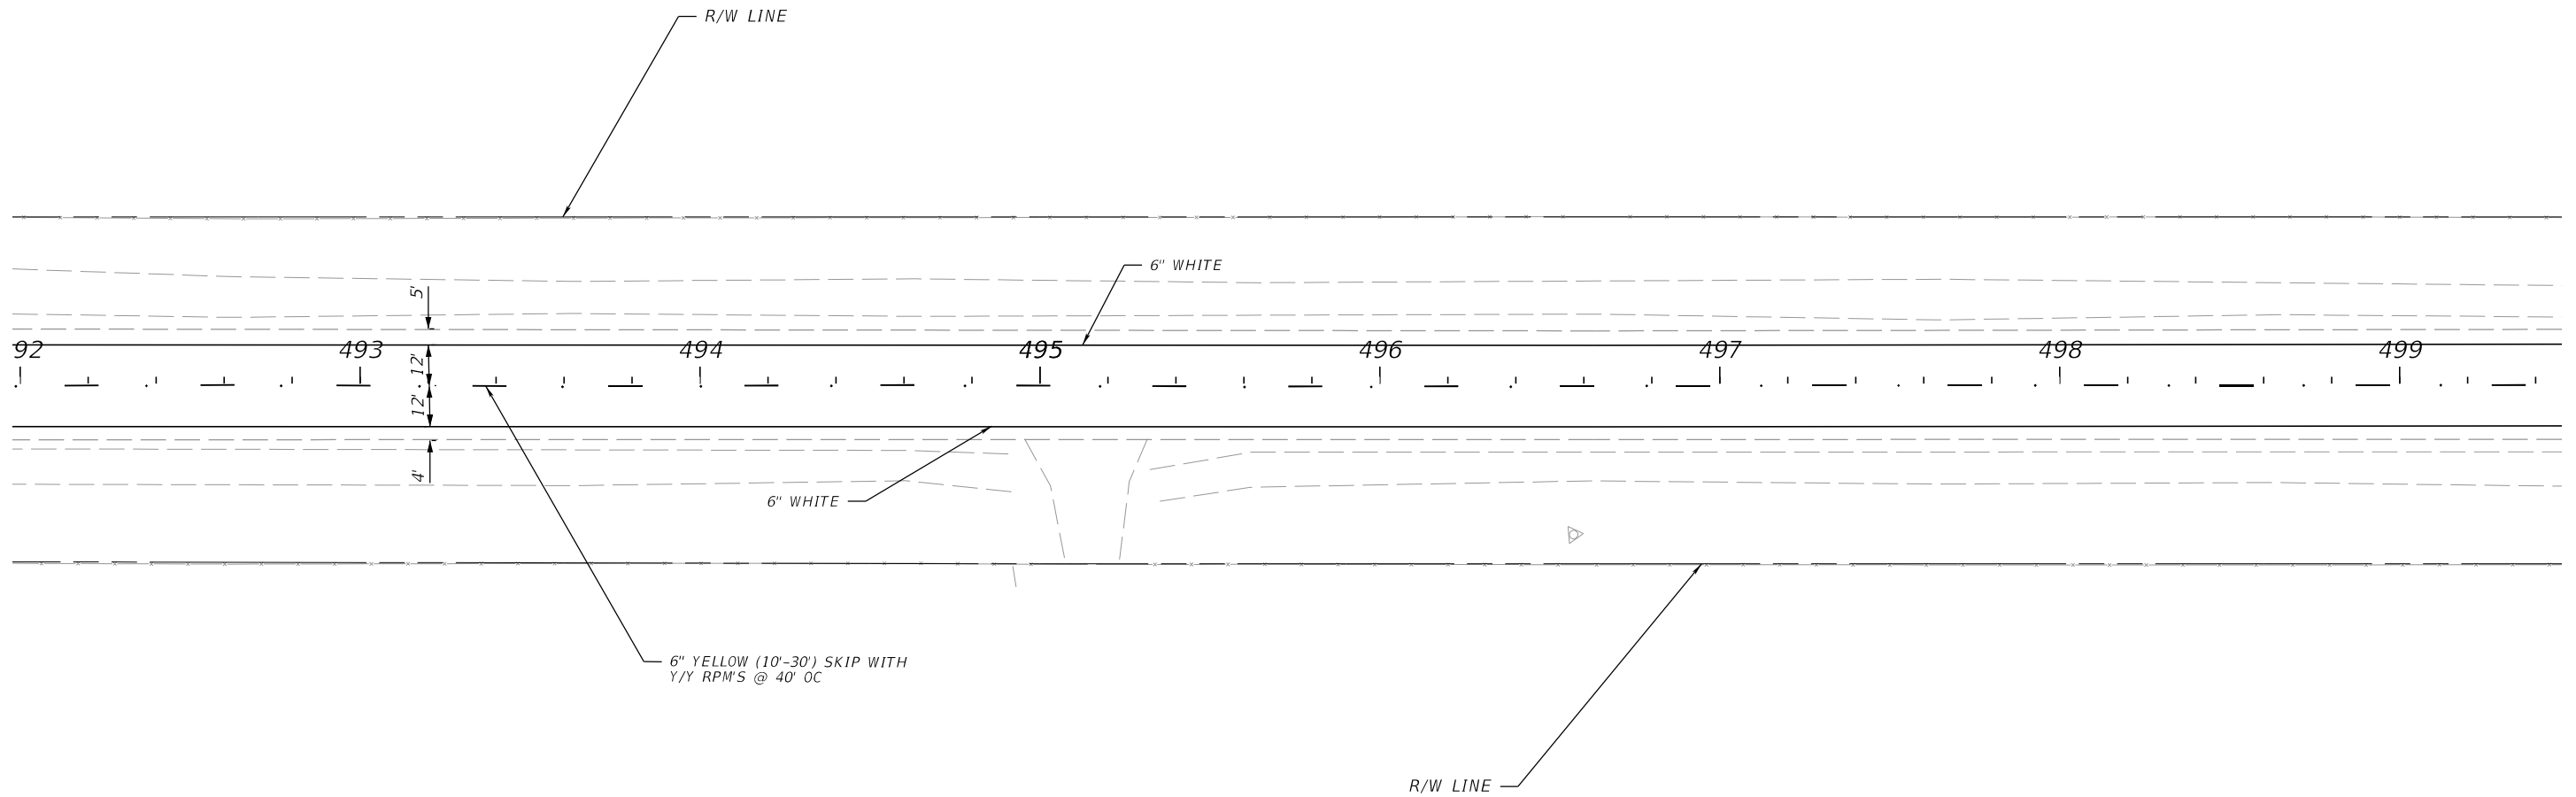 R/W LINE
6" WHITE
5'
92 493 494 495 496 497 498 499
12'
12'
4'
6" WHITE
6" YELLOW (10'-30') SKIP WITH
Y/Y RPM'S @ 40' OC
R/W LINE